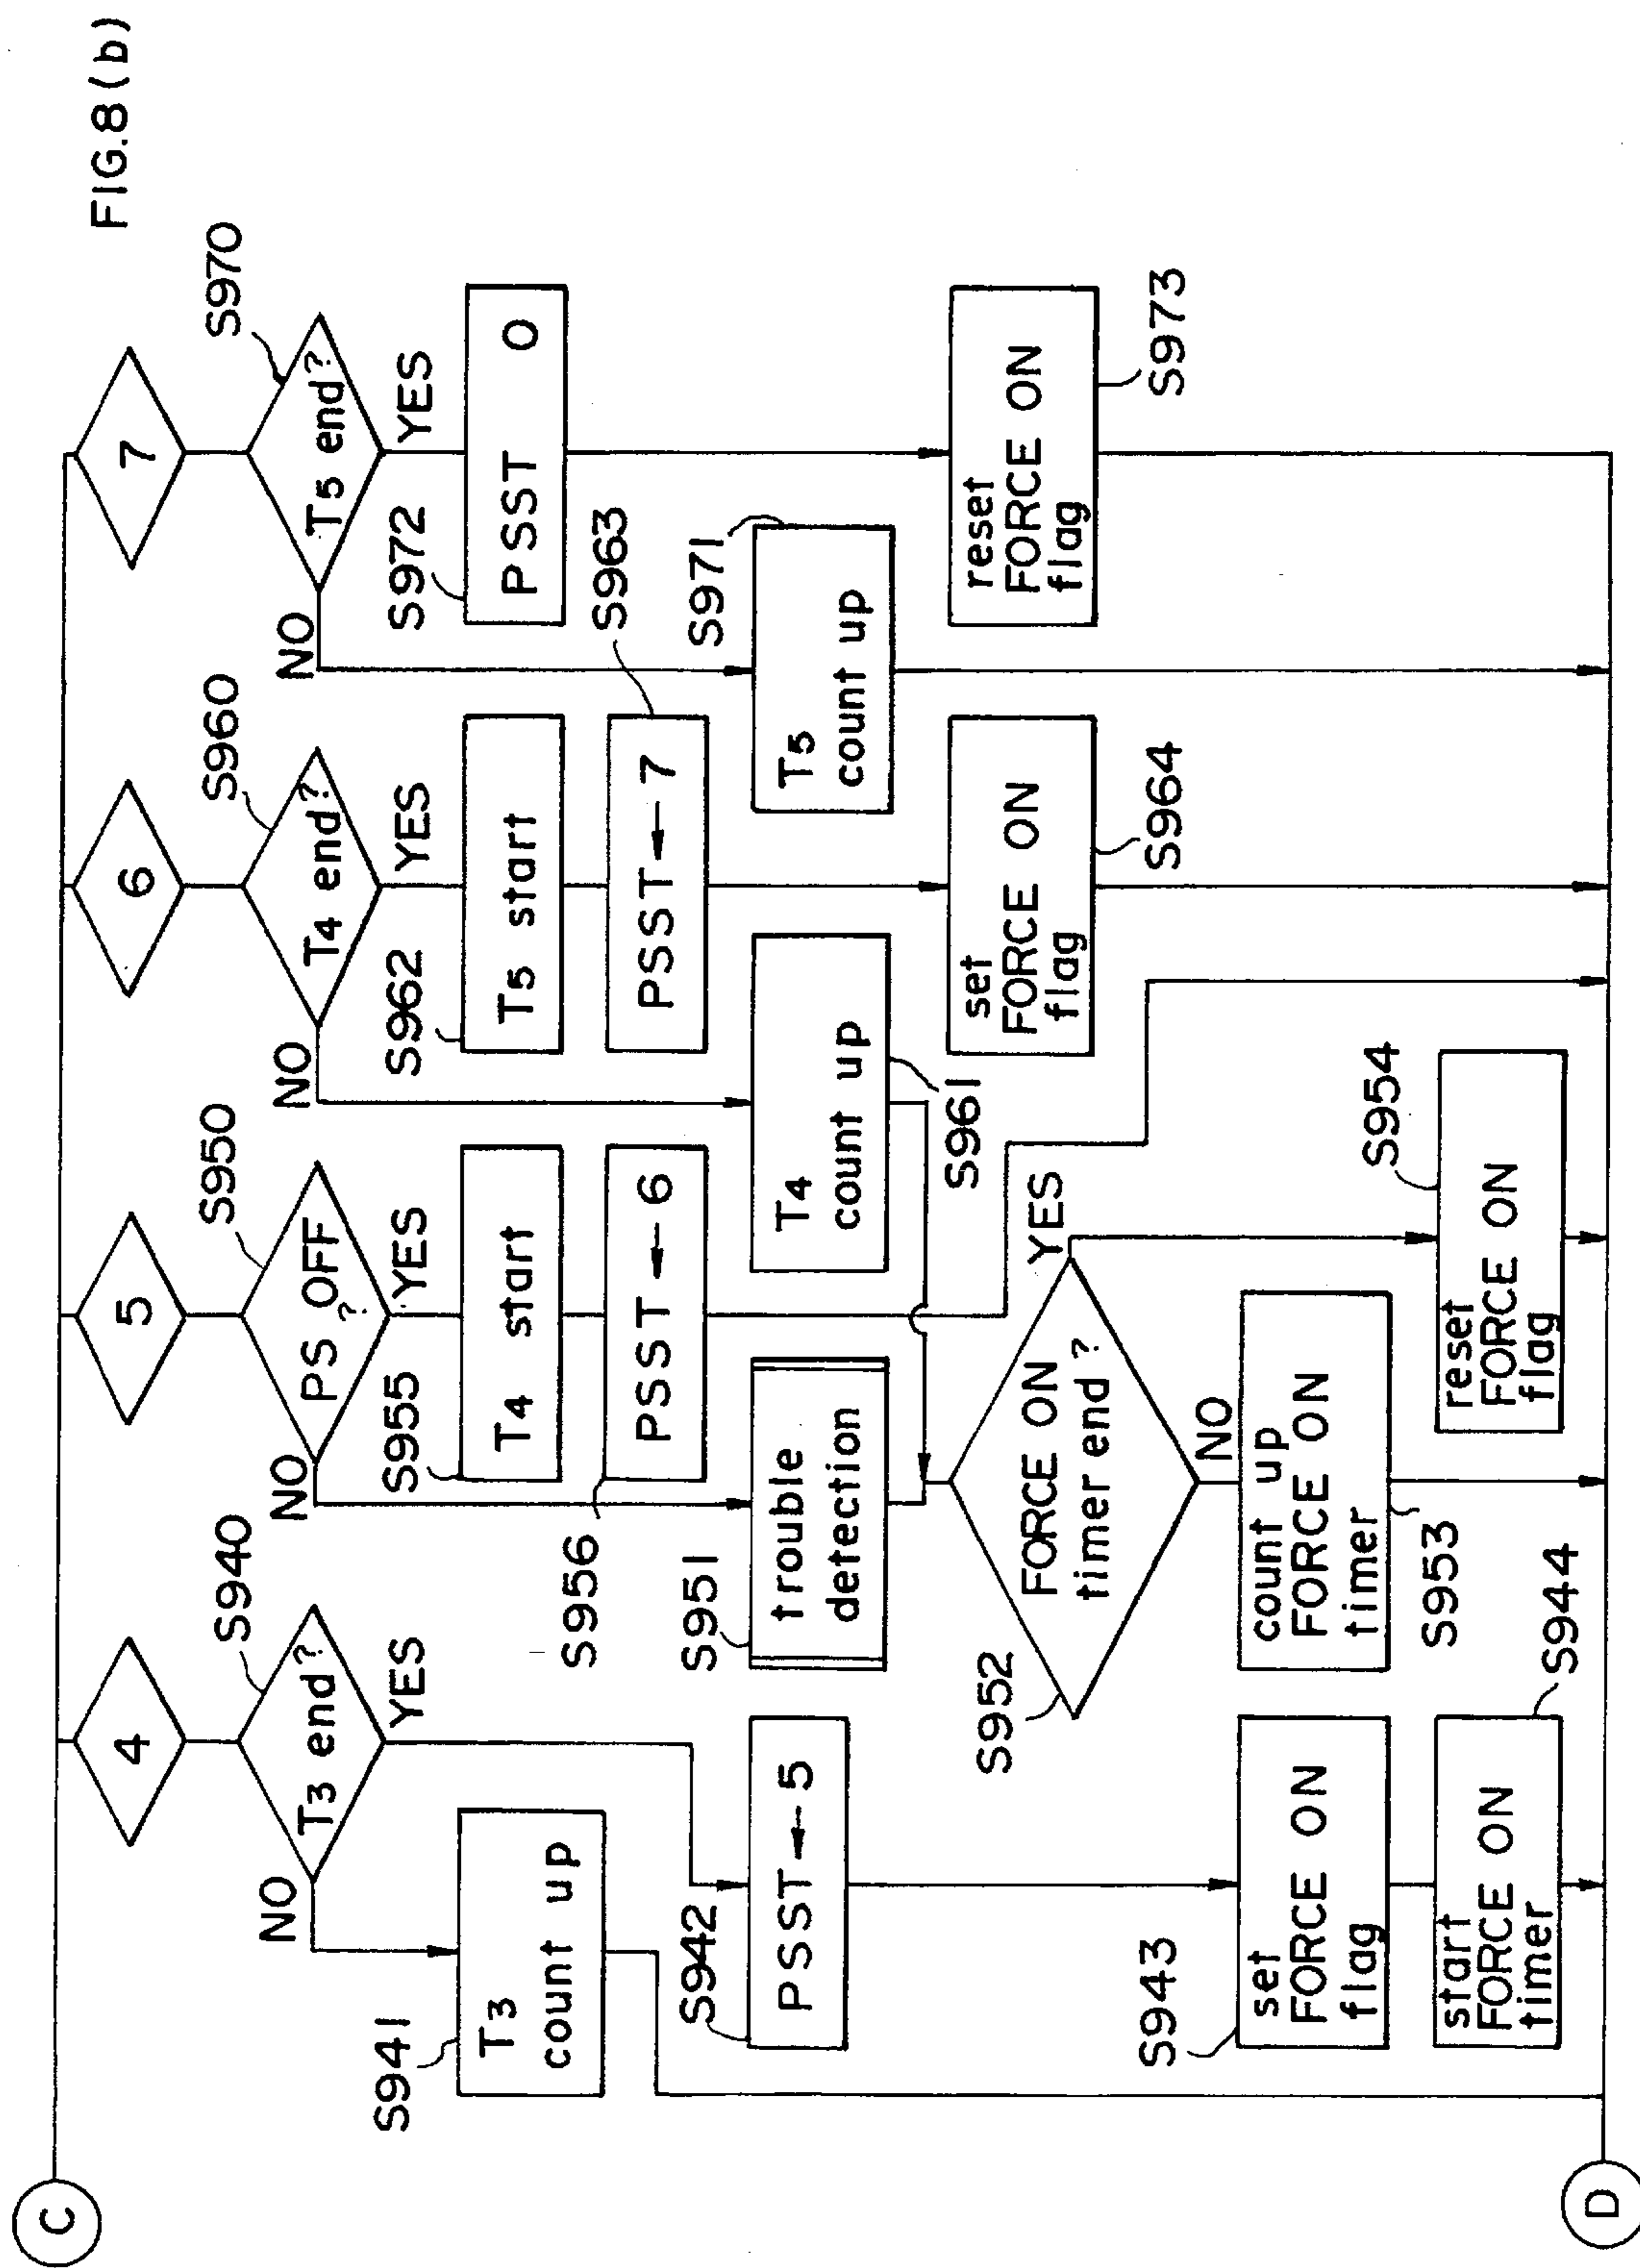 FIG.8(b)
C
4
S940
T3 end?
NO
YES
S941
T3
count up
S942
PSST←5
S943
set
FORCE ON
flag
S944
start
FORCE ON
timer
5
S950
PS OFF
?
NO
YES
S955
T4 start
S956
PSST←6
S951
trouble
detection
S952
FORCE ON
timer end?
YES
NO
S953
count up
FORCE ON
timer
S954
reset
FORCE ON
flag
6
S960
T4 end?
NO
YES
S962
T5 start
S963
PSST←7
S961
T4
count up
S964
set
FORCE ON
flag
7
S970
T5 end?
NO
YES
S972
PSST 0
S971
T5
count up
S973
reset
FORCE ON
flag
D